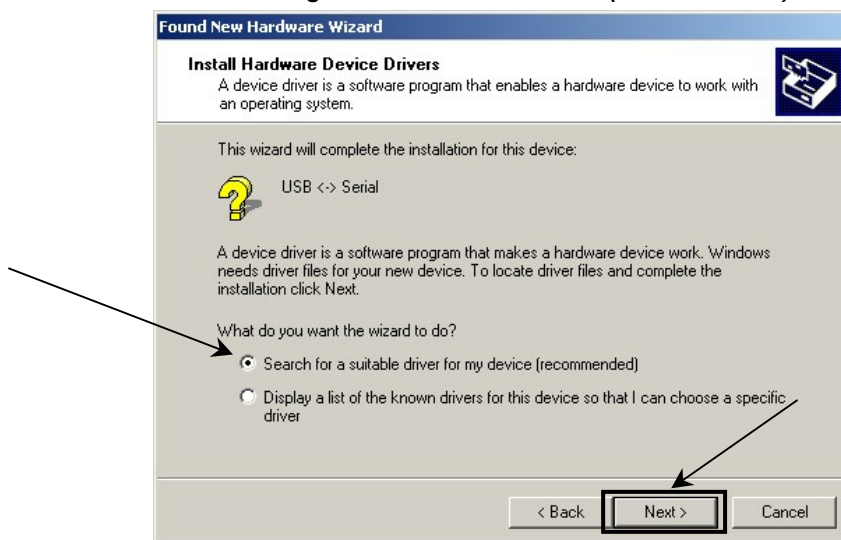 Found New Hardware Wizard
Install Hardware Device Drivers
A device driver is a software program that enables a hardware device to work with
an operating system.
This wizard will complete the installation for this device:
USB <-> Serial
A device driver is a software program that makes a hardware device work. Windows
needs driver files for your new device. To locate driver files and complete the
installation click Next.
What do you want the wizard to do?
Search for a suitable driver for my device (recommended)
Display a list of the known drivers for this device so that I can choose a specific
driver
< Back Next > Cancel